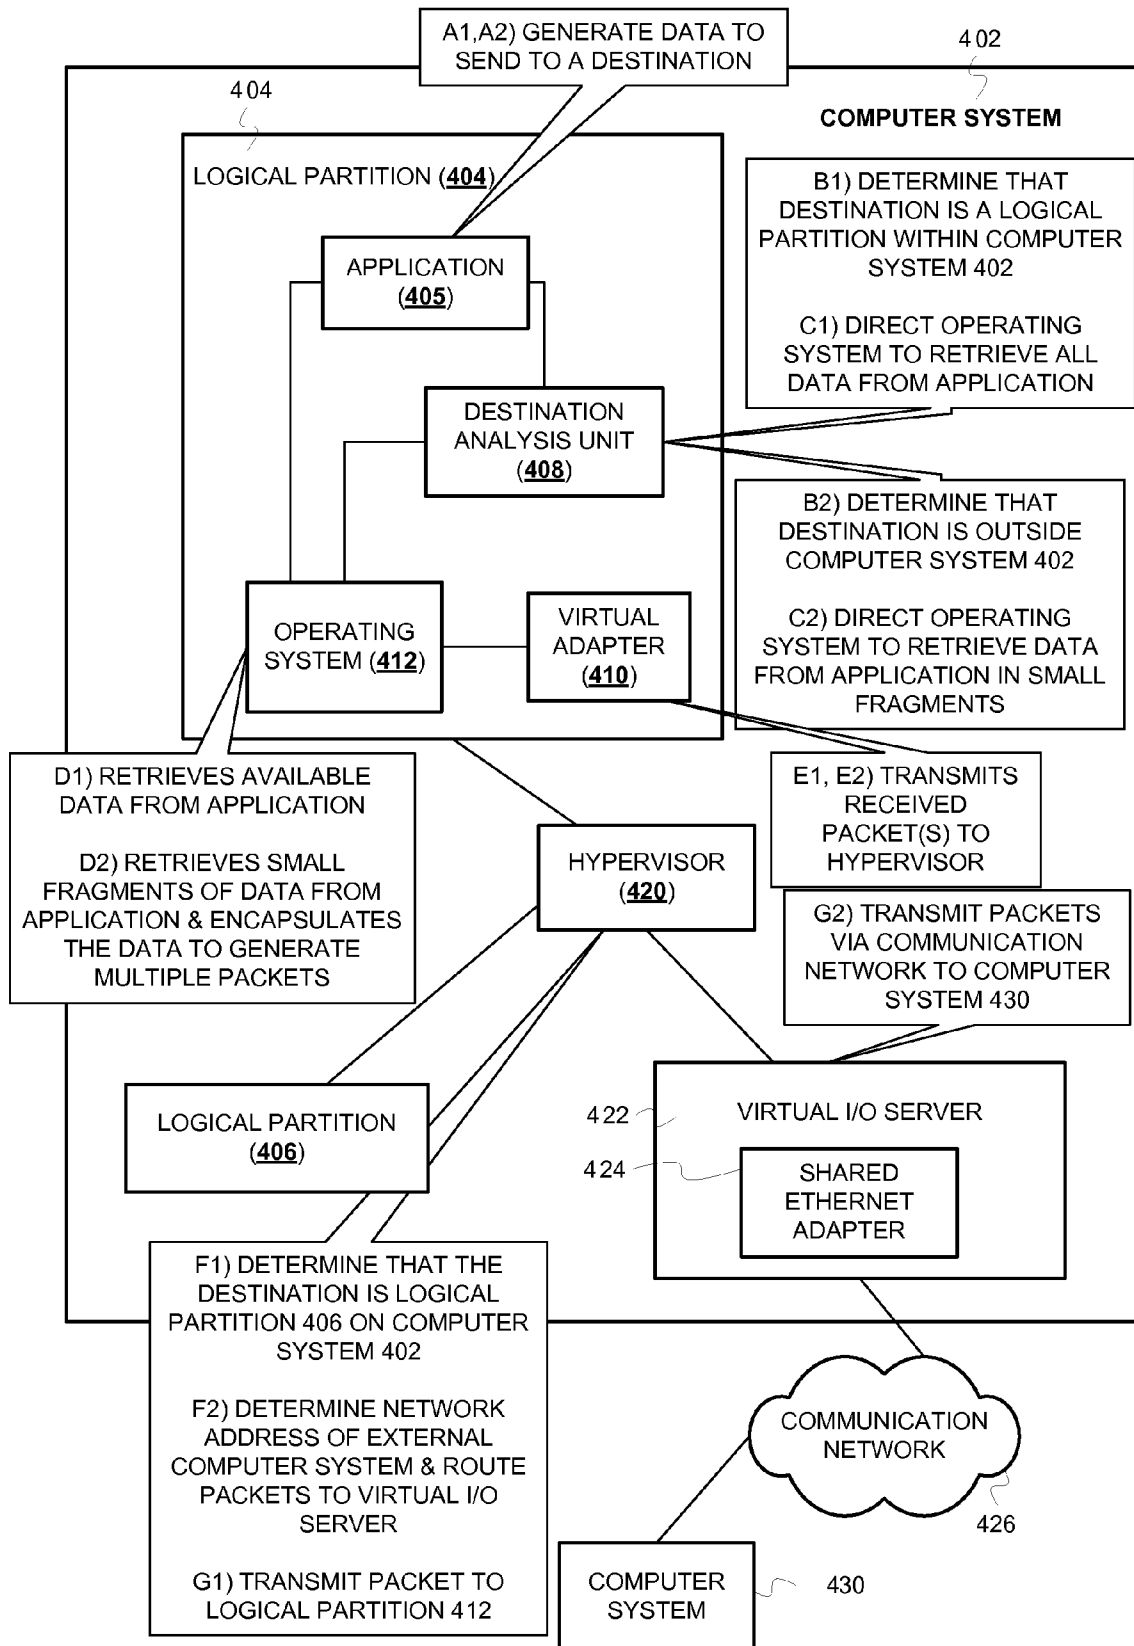 A1,A2) GENERATE DATA TO
SEND TO A DESTINATION
402
404
COMPUTER SYSTEM
LOGICAL PARTITION (404)
B1) DETERMINE THAT
DESTINATION IS A LOGICAL
PARTITION WITHIN COMPUTER
SYSTEM 402
C1) DIRECT OPERATING
SYSTEM TO RETRIEVE ALL
DATA FROM APPLICATION
APPLICATION
(405)
DESTINATION
ANALYSIS UNIT
(408)
B2) DETERMINE THAT
DESTINATION IS OUTSIDE
COMPUTER SYSTEM 402
C2) DIRECT OPERATING
SYSTEM TO RETRIEVE DATA
FROM APPLICATION IN SMALL
FRAGMENTS
OPERATING
SYSTEM (412)
VIRTUAL
ADAPTER
(410)
D1) RETRIEVES AVAILABLE
DATA FROM APPLICATION
D2) RETRIEVES SMALL
FRAGMENTS OF DATA FROM
APPLICATION & ENCAPSULATES
THE DATA TO GENERATE
MULTIPLE PACKETS
E1, E2) TRANSMITS
RECEIVED
PACKET(S) TO
HYPERVISOR
HYPERVISOR
(420)
G2) TRANSMIT PACKETS
VIA COMMUNICATION
NETWORK TO COMPUTER
SYSTEM 430
LOGICAL PARTITION
(406)
422
VIRTUAL I/O SERVER
424
SHARED
ETHERNET
ADAPTER
F1) DETERMINE THAT THE
DESTINATION IS LOGICAL
PARTITION 406 ON COMPUTER
SYSTEM 402
F2) DETERMINE NETWORK
ADDRESS OF EXTERNAL
COMPUTER SYSTEM & ROUTE
PACKETS TO VIRTUAL I/O
SERVER
G1) TRANSMIT PACKET TO
LOGICAL PARTITION 412
COMMUNICATION
NETWORK
426
COMPUTER
SYSTEM
430